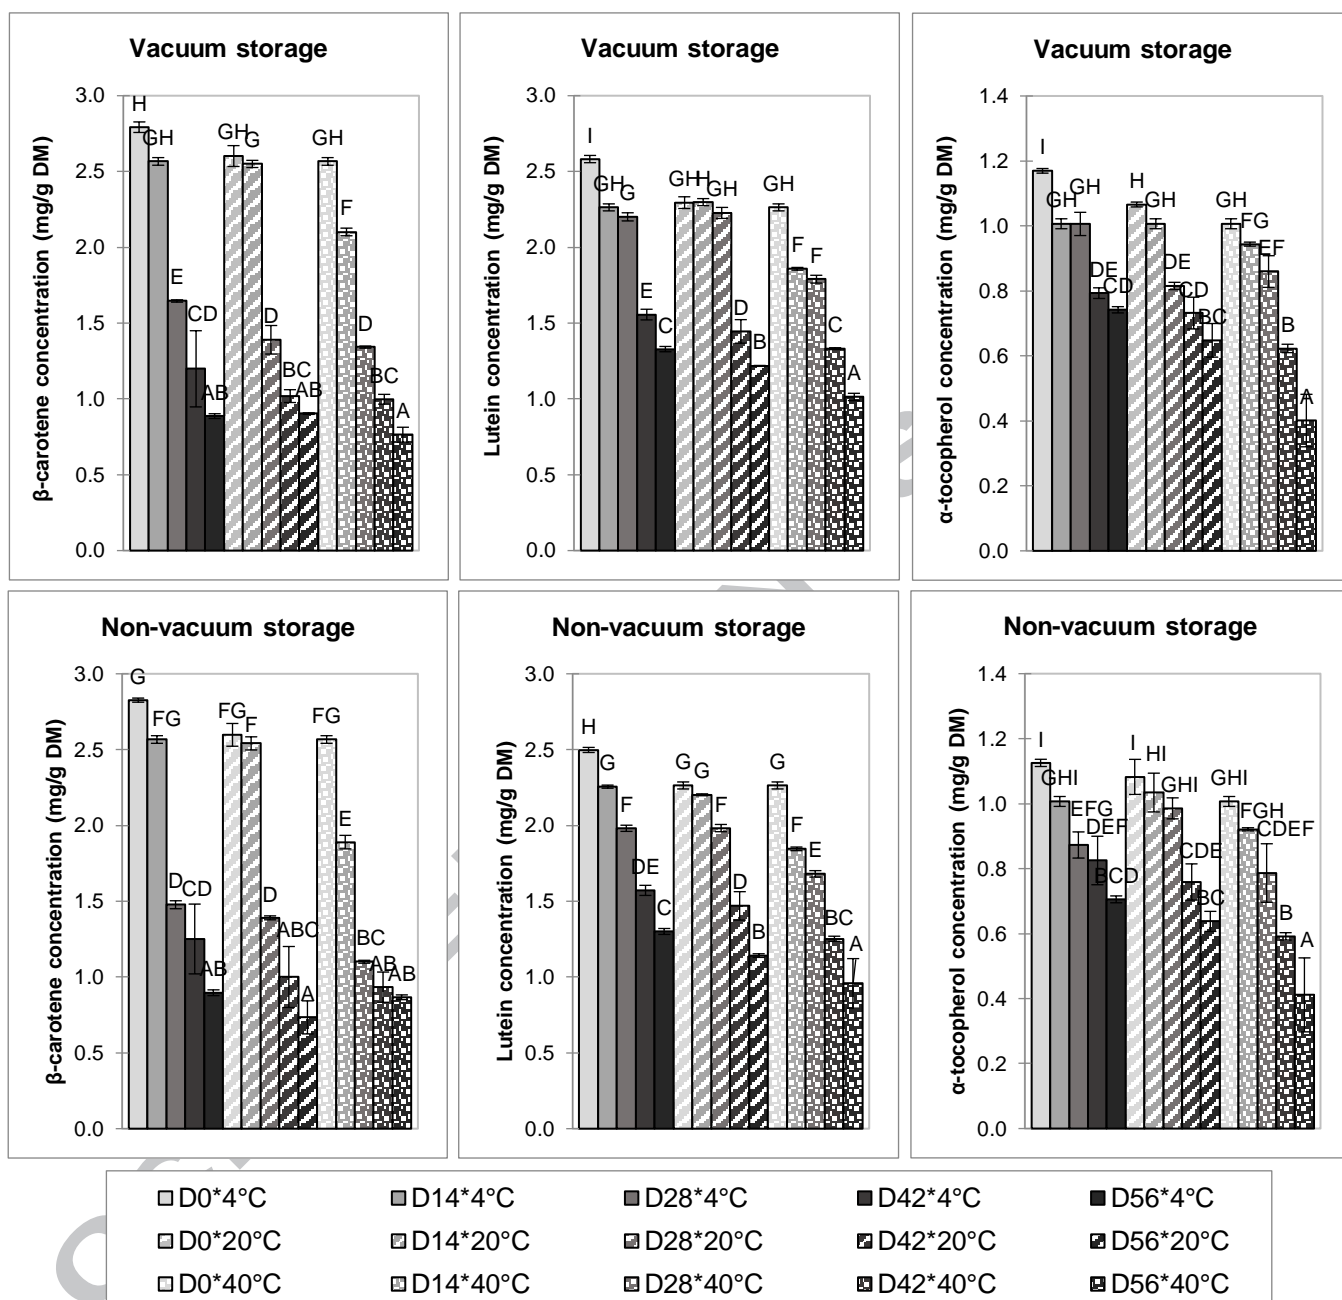 Vacuum storage
β-carotene concentration (mg/g DM)
3.0
2.5
2.0
1.5
1.0
0.5
0.0
H
GH
E
CD
AB
GH
G
D
BC
AB
GH
F
D
BC
A
Vacuum storage
Lutein concentration (mg/g DM)
3.0
2.5
2.0
1.5
1.0
0.5
0.0
I
GH
G
E
C
GH
H
GH
D
B
GH
F
F
C
A
Vacuum storage
α-tocopherol concentration (mg/g DM)
1.4
1.2
1.0
0.8
0.6
0.4
0.2
0.0
I
GH
GH
DE
CD
H
GH
DE
CD
BC
GH
FG
EF
B
A
Non-vacuum storage
β-carotene concentration (mg/g DM)
3.0
2.5
2.0
1.5
1.0
0.5
0.0
G
FG
D
CD
AB
FG
F
D
ABC
A
FG
E
BC
AB
AB
Non-vacuum storage
Lutein concentration (mg/g DM)
3.0
2.5
2.0
1.5
1.0
0.5
0.0
H
G
F
DE
C
G
G
F
D
B
G
F
E
BC
A
Non-vacuum storage
α-tocopherol concentration (mg/g DM)
1.4
1.2
1.0
0.8
0.6
0.4
0.2
0.0
I
GHI
EFG
DEF
BCD
I
HI
GHI
CDE
BC
GHI
FGH
CDEF
B
A
D0*4°C D14*4°C D28*4°C D42*4°C D56*4°C
D0*20°C D14*20°C D28*20°C D42*20°C D56*20°C
D0*40°C D14*40°C D28*40°C D42*40°C D56*40°C